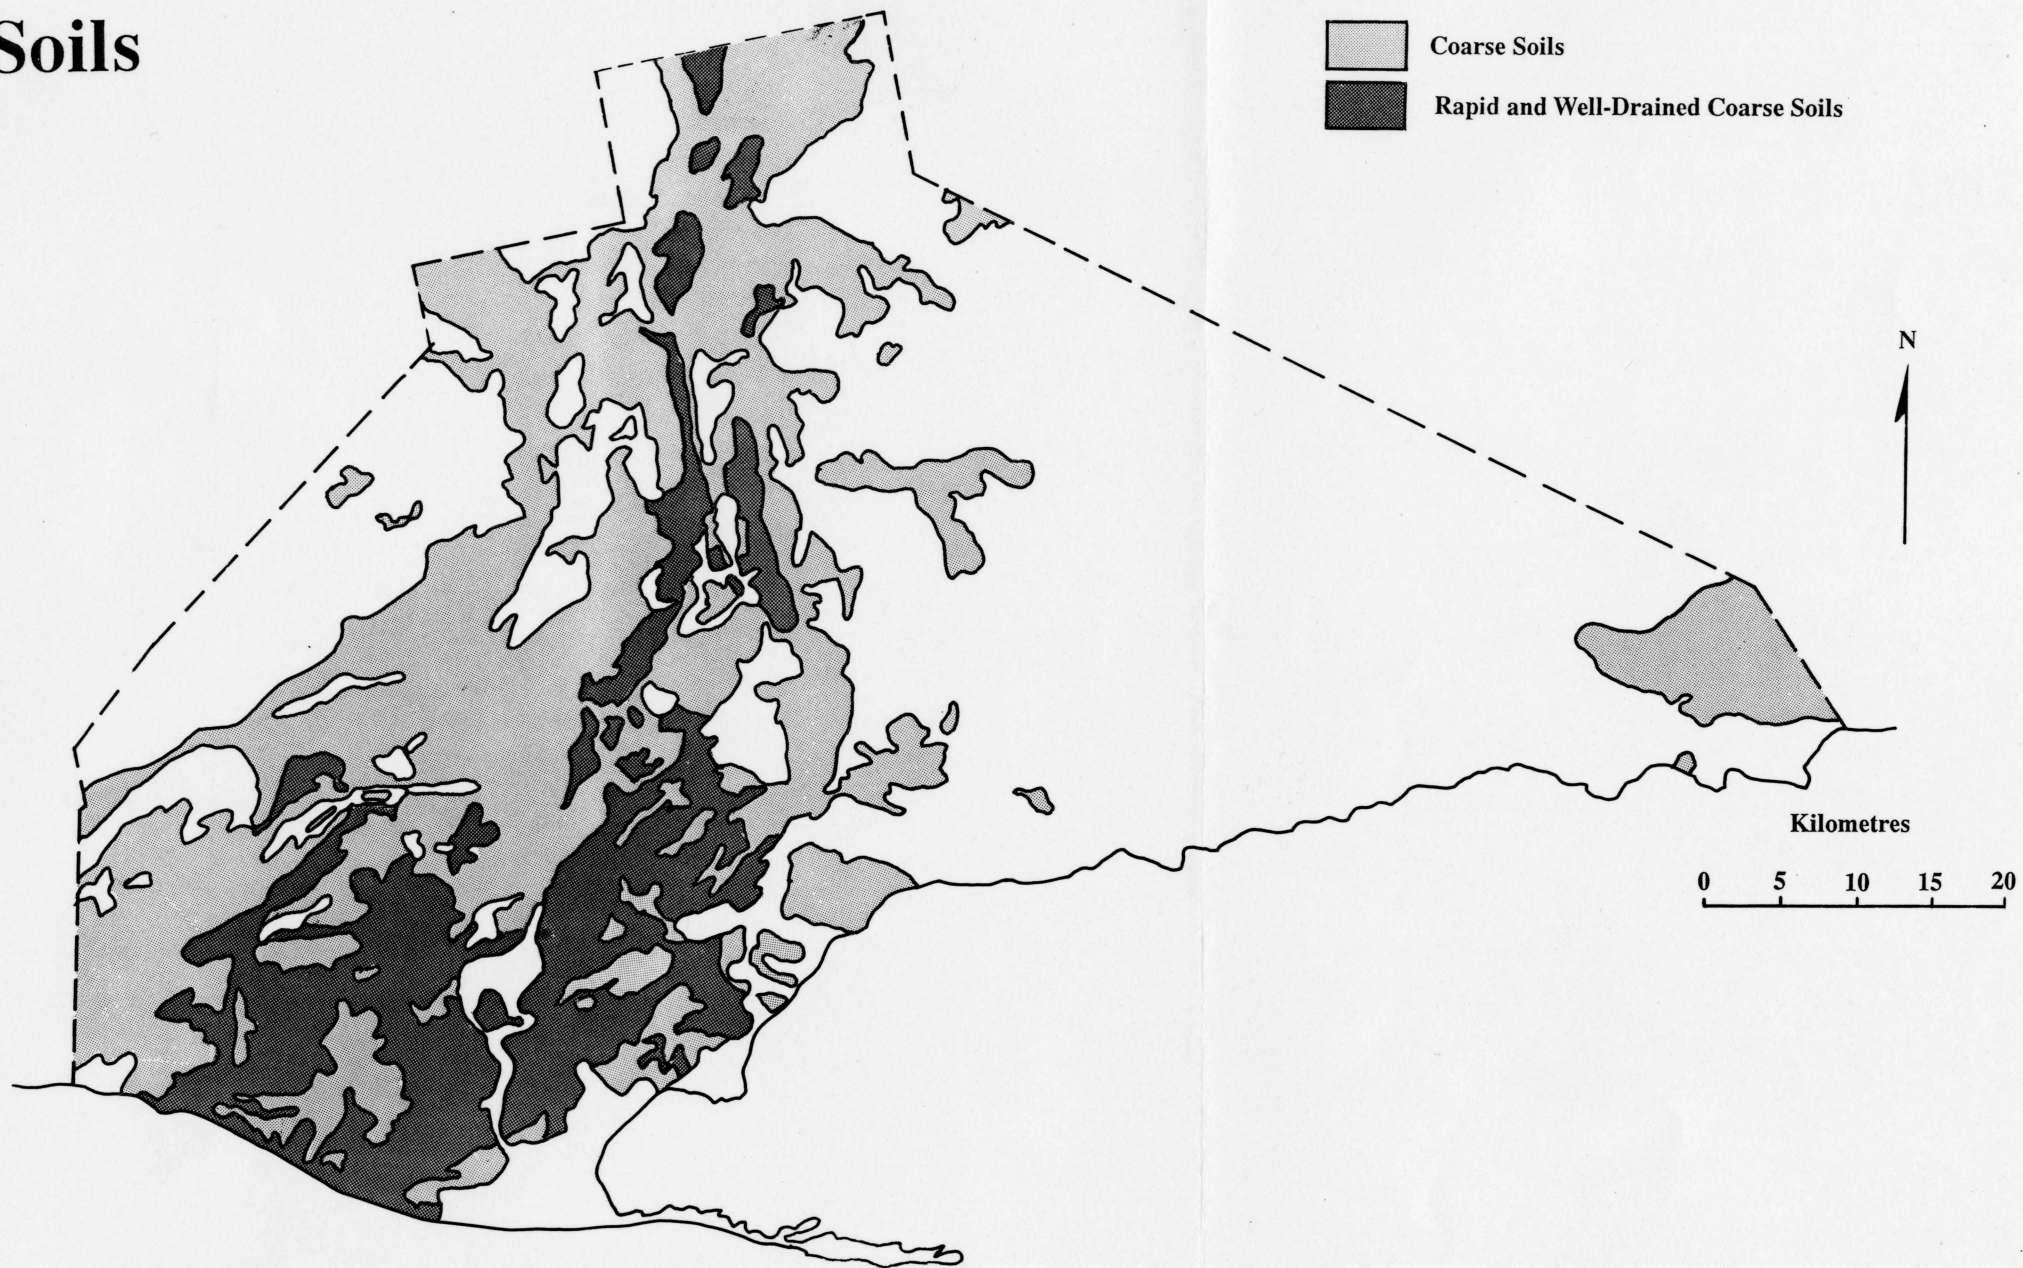 Soils
Coarse Soils
Rapid and Well-Drained Coarse Soils
N
Kilometres
0 5 10 15 20